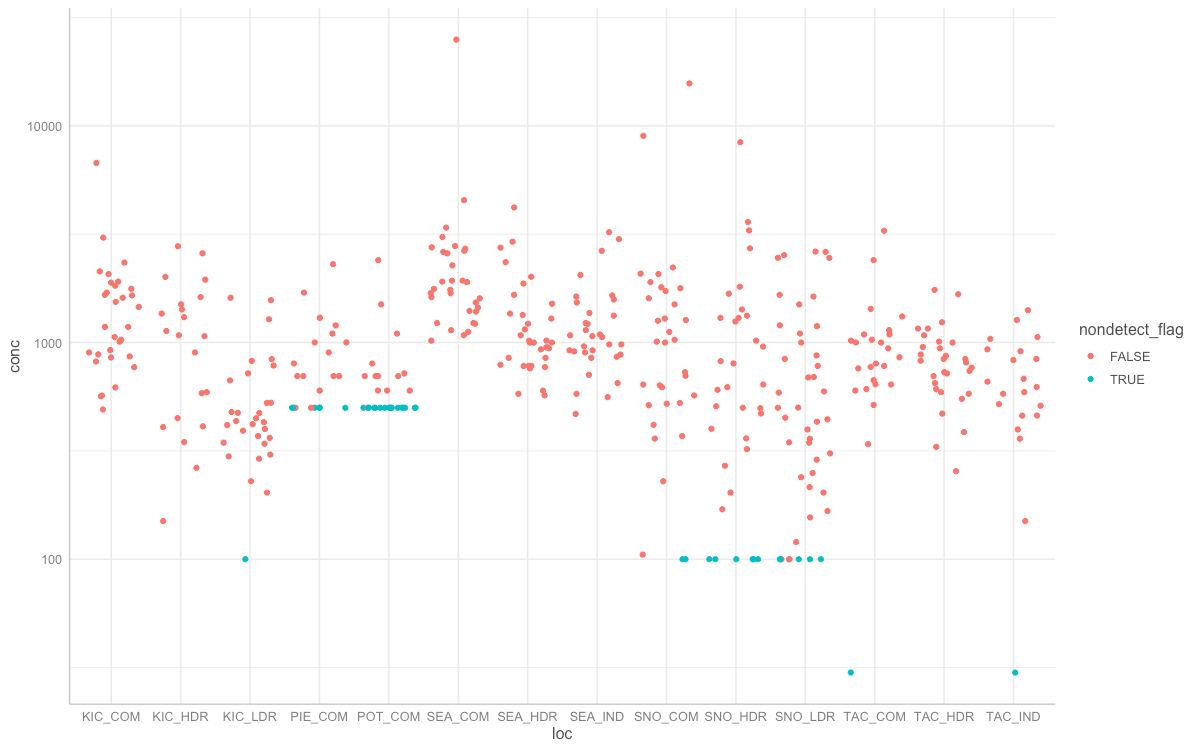 conc
10000
1000
100
KIC_COM KIC_HDR KIC_LDR PIE_COM POT_COM SEA_COM SEA_HDR SEA_IND SNO_COM SNO_HDR SNO_LDR TAC_COM TAC_HDR TAC_IND
loc
nondetect_flag
FALSE
TRUE